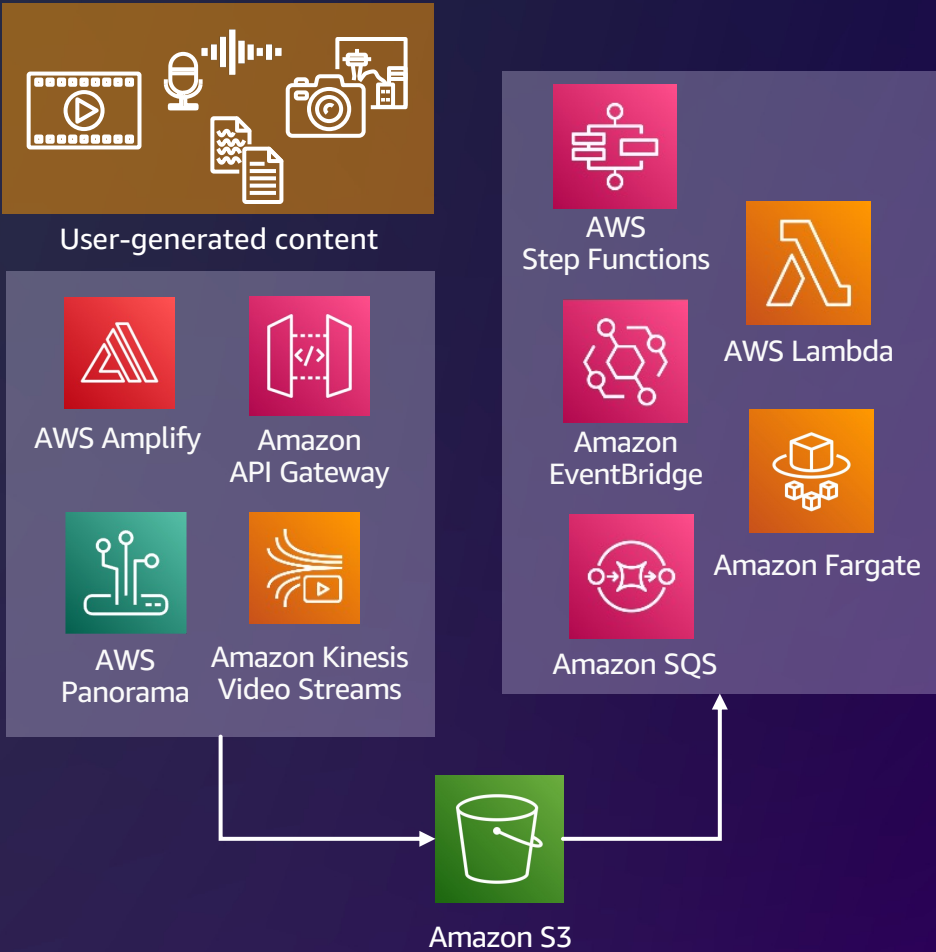 User-generated content
AWS Amplify
Amazon
API Gateway
</>
AWS
Panorama
Amazon Kinesis
Video Streams
Amazon S3
AWS
Step Functions
AWS Lambda
Amazon
EventBridge
Amazon Fargate
Amazon SQS